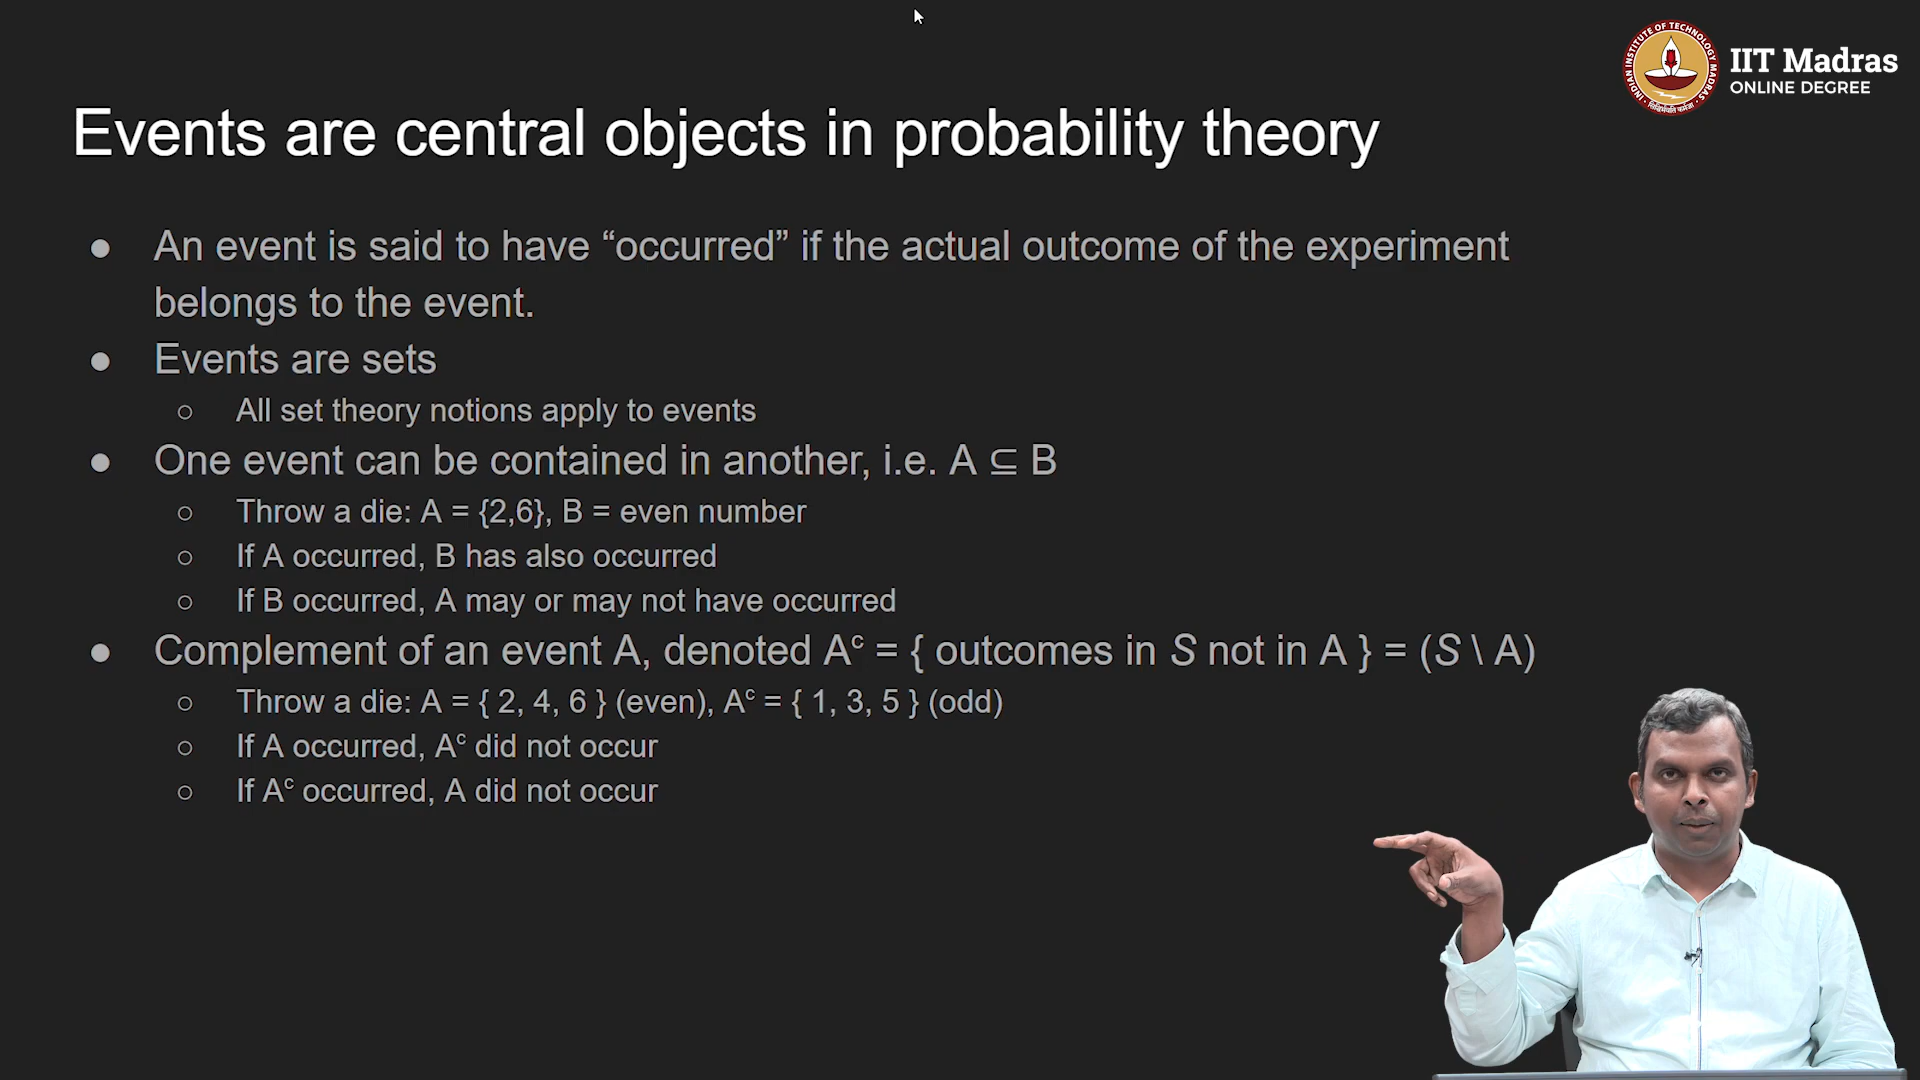 IIT Madras
ONLINE DEGREE
INDIAN INSTITUTE OF TECHNOLOGY MADRAS
Events are central objects in probability theory
● An event is said to have “occurred” if the actual outcome of the experiment
belongs to the event.
● Events are sets
○ All set theory notions apply to events
● One event can be contained in another, i.e. A ⊆ B
○ Throw a die: A = {2,6}, B = even number
○ If A occurred, B has also occurred
○ If B occurred, A may or may not have occurred
● Complement of an event A, denoted Aᶜ = { outcomes in S not in A } = (S \ A)
○ Throw a die: A = { 2, 4, 6 } (even), Aᶜ = { 1, 3, 5 } (odd)
○ If A occurred, Aᶜ did not occur
○ If Aᶜ occurred, A did not occur